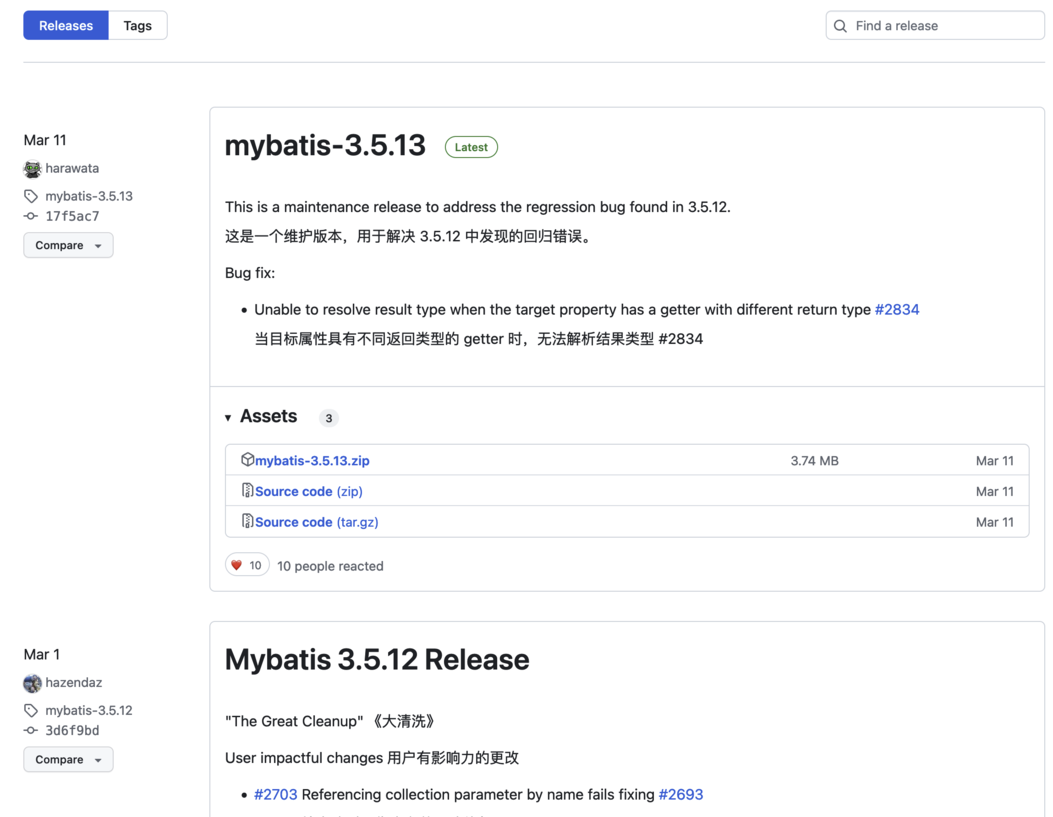 Releases
Tags
Find a release
Mar 11
harawata
mybatis-3.5.13
17f5ac7
Compare
mybatis-3.5.13
Latest
This is a maintenance release to address the regression bug found in 3.5.12.
这是一个维护版本，用于解决 3.5.12 中发现的回归错误。
Bug fix:
• Unable to resolve result type when the target property has a getter with different return type #2834
当目标属性具有不同返回类型的 getter 时，无法解析结果类型 #2834
Assets 3
mybatis-3.5.13.zip 3.74 MB Mar 11
Source code (zip) Mar 11
Source code (tar.gz) Mar 11
10 10 people reacted
Mar 1
hazendaz
mybatis-3.5.12
3d6f9bd
Compare
Mybatis 3.5.12 Release
"The Great Cleanup" 《大清洗》
User impactful changes 用户有影响力的更改
• #2703 Referencing collection parameter by name fails fixing #2693